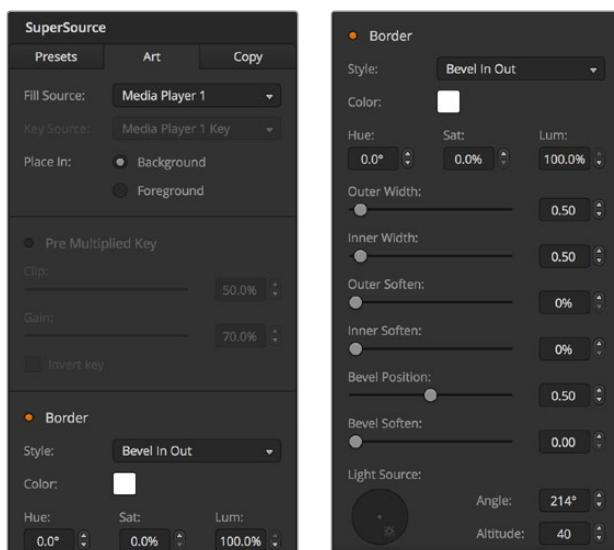 SuperSource
Presets Art Copy
Fill Source: Media Player 1
Key Source: Media Player 1 Key
Place In: Background
Foreground
Pre Multiplied Key
Clip:
50.0%
Gain:
70.0%
Invert key
Border
Style: Bevel In Out
Color:
Hue: Sat: Lum:
0.0° 0.0% 100.0%
Border
Style: Bevel In Out
Color:
Hue: Sat: Lum:
0.0° 0.0% 100.0%
Outer Width:
0.50
Inner Width:
0.50
Outer Soften:
0%
Inner Soften:
0%
Bevel Position:
0.50
Bevel Soften:
0.00
Light Source:
Angle: 214°
Altitude: 40